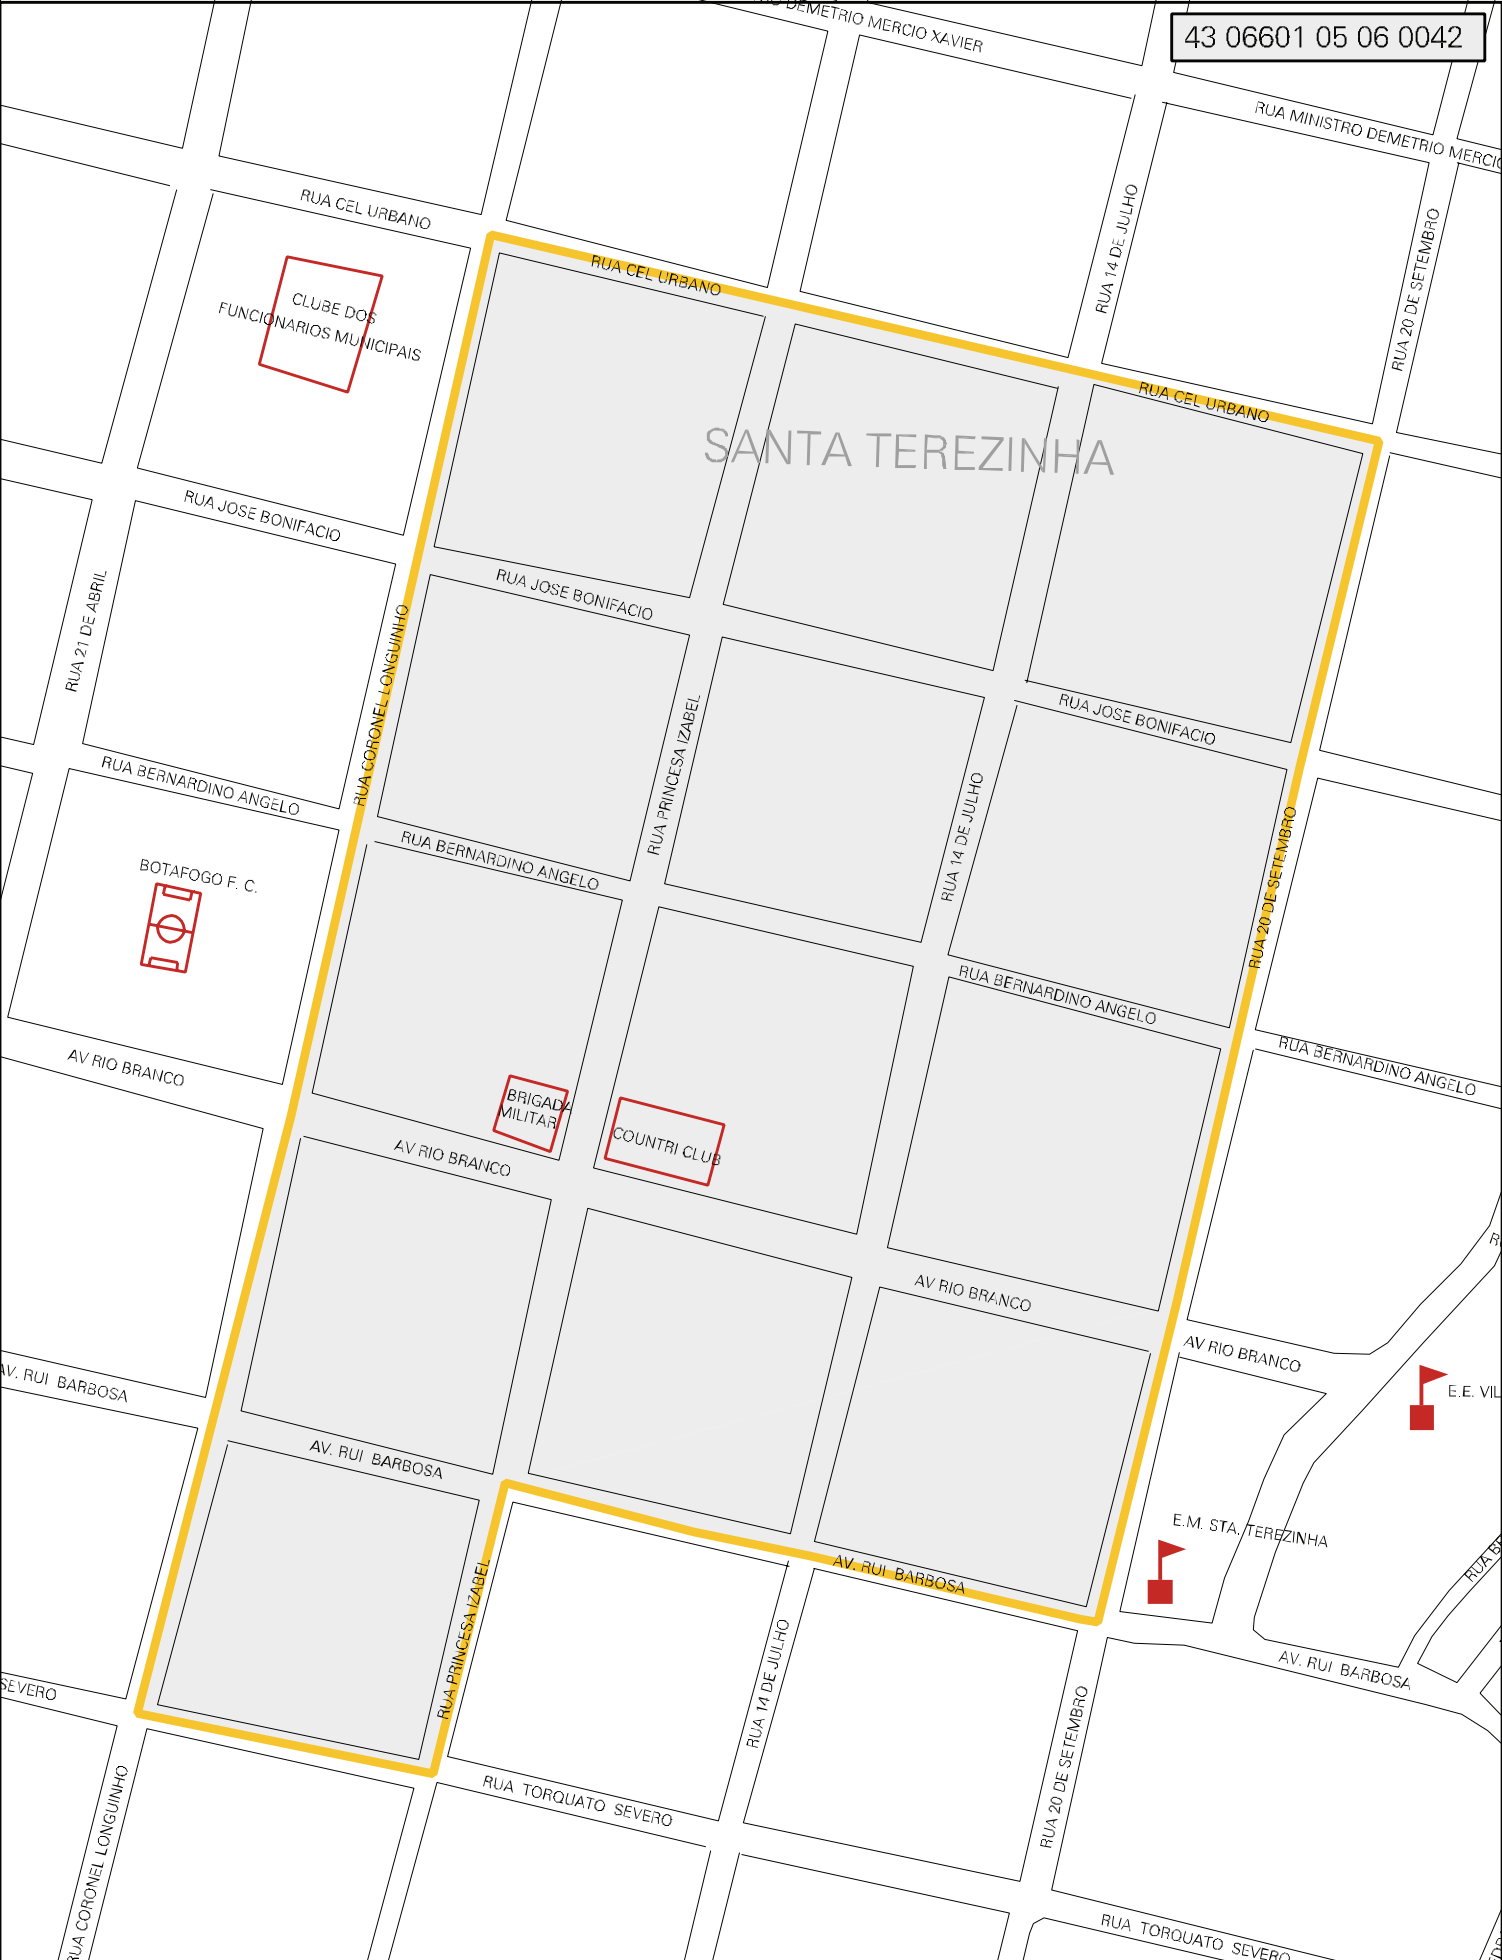 DEMETRIO MERCIO XAVIER
43 06601 05 06 0042
RUA MINISTRO DEMETRIO MERCIO
RUA CEL URBANO
RUA 14 DE JULHO
RUA 20 DE SETEMBRO
RUA CEL URBANO
CLUBE DOS
FUNCIONARIOS MUNICIPAIS
RUA CEL URBANO
SANTA TEREZINHA
RUA JOSE BONIFACIO
RUA JOSE BONIFACIO
RUA 21 DE ABRIL
RUA CORONEL LONGUINHO
RUA PRINCESA IZABEL
RUA JOSE BONIFACIO
RUA 14 DE JULHO
RUA BERNARDINO ANGELO
RUA 20 DE SETEMBRO
RUA BERNARDINO ANGELO
BOTAFOGO F. C.
RUA BERNARDINO ANGELO
RUA BERNARDINO ANGELO
AV RIO BRANCO
BRIGADA
MILITAR
COUNTRI CLUB
AV RIO BRANCO
AV RIO BRANCO
AV RIO BRANCO
AV. RUI BARBOSA
E.E. VIL
AV. RUI BARBOSA
E.M. STA. TEREZINHA
AV. RUI BARBOSA
RUA PRINCESA IZABEL
RUA 14 DE JULHO
AV. RUI BARBOSA
SEVERO
RUA 20 DE SETEMBRO
RUA TORQUATO SEVERO
RUA CORONEL LONGUINHO
RUA TORQUATO SEVERO